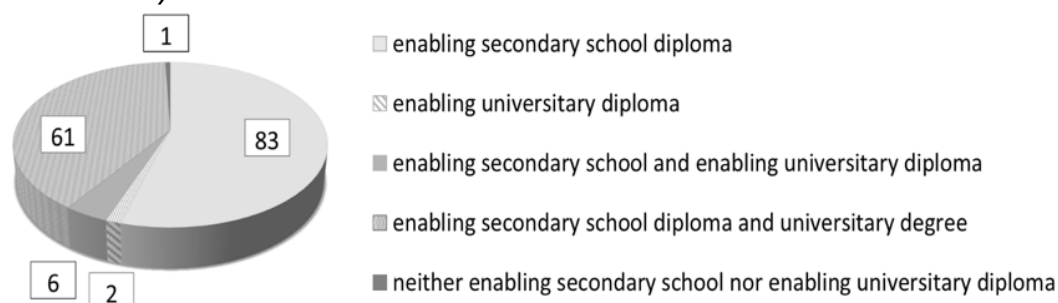 1
enabling secondary school diploma
enabling universitary diploma
61
83
enabling secondary school and enabling universitary diploma
enabling secondary school diploma and universitary degree
6
2
neither enabling secondary school nor enabling universitary diploma